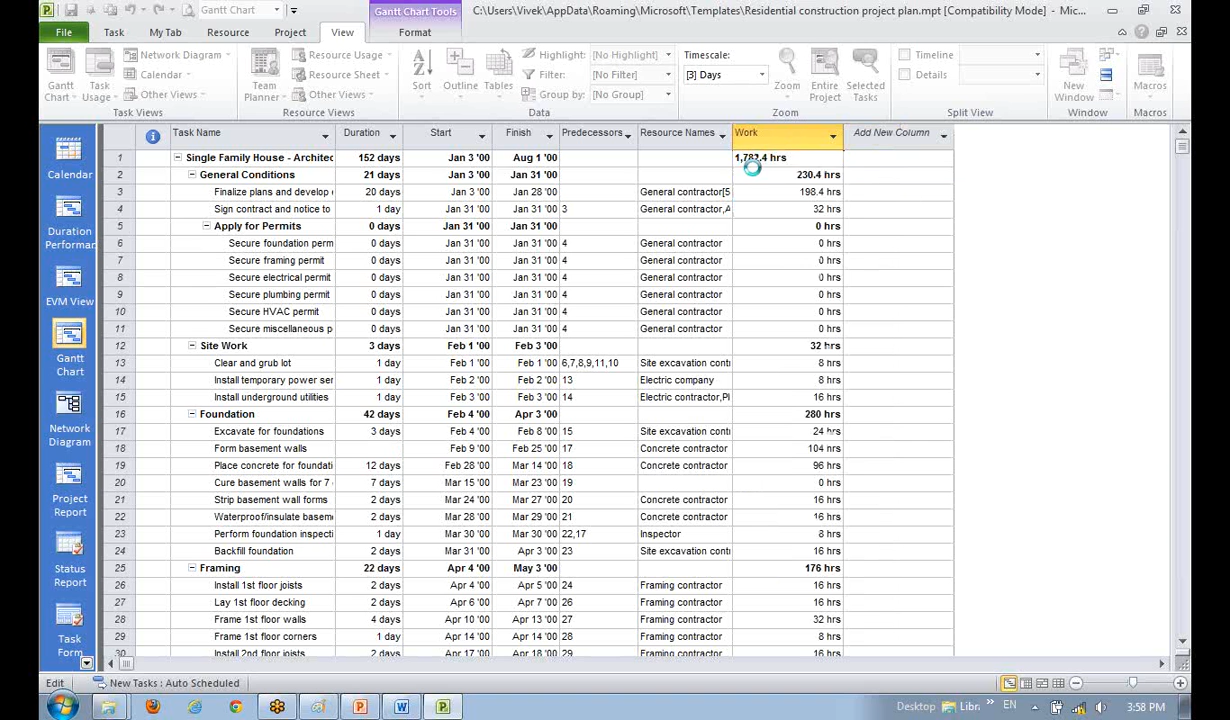 Gantt Chart
Gantt Chart Tools
C:\Users\Vivek\AppData\Roaming\Microsoft\Templates\Residential construction project plan.mpt [Compatibility Mode] - Mic...
File Task My Tab Resource Project View Format
Gantt Chart
Task Usage
Network Diagram
Calendar
Other Views
Task Views
Team Planner
Resource Usage
Resource Sheet
Other Views
Resource Views
Sort
Outline
Tables
Highlight: [No Highlight]
Filter: [No Filter]
Group by: [No Group]
Data
Timescale:
[3] Days
Zoom
Entire Project
Selected Tasks
Zoom
Timeline
Details
Split View
New Window
Window
Macros
Macros
Calendar
Duration Performar
EVM View
Gantt Chart
Network Diagram
Project Report
Status Report
Task Form
Task Name Duration Start Finish Predecessors Resource Names Work Add New Column
1 Single Family House - Architec 152 days Jan 3 '00 Aug 1 '00 1,782.4 hrs
2 General Conditions 21 days Jan 3 '00 Jan 31 '00 230.4 hrs
3 Finalize plans and develop 20 days Jan 3 '00 Jan 28 '00 General contractor[5 198.4 hrs
4 Sign contract and notice to 1 day Jan 31 '00 Jan 31 '00 3 General contractor,A 32 hrs
5 Apply for Permits 0 days Jan 31 '00 Jan 31 '00 0 hrs
6 Secure foundation perm 0 days Jan 31 '00 Jan 31 '00 4 General contractor 0 hrs
7 Secure framing permit 0 days Jan 31 '00 Jan 31 '00 4 General contractor 0 hrs
8 Secure electrical permit 0 days Jan 31 '00 Jan 31 '00 4 General contractor 0 hrs
9 Secure plumbing permit 0 days Jan 31 '00 Jan 31 '00 4 General contractor 0 hrs
10 Secure HVAC permit 0 days Jan 31 '00 Jan 31 '00 4 General contractor 0 hrs
11 Secure miscellaneous p 0 days Jan 31 '00 Jan 31 '00 4 General contractor 0 hrs
12 Site Work 3 days Feb 1 '00 Feb 3 '00 32 hrs
13 Clear and grub lot 1 day Feb 1 '00 Feb 1 '00 6,7,8,9,11,10 Site excavation contr 8 hrs
14 Install temporary power ser 1 day Feb 2 '00 Feb 2 '00 13 Electric company 8 hrs
15 Install underground utilities 1 day Feb 3 '00 Feb 3 '00 14 Electric contractor,Pl 16 hrs
16 Foundation 42 days Feb 4 '00 Apr 3 '00 280 hrs
17 Excavate for foundations 3 days Feb 4 '00 Feb 8 '00 15 Site excavation contr 24 hrs
18 Form basement walls Feb 9 '00 Feb 25 '00 17 Concrete contractor 104 hrs
19 Place concrete for foundati 12 days Feb 28 '00 Mar 14 '00 18 Concrete contractor 96 hrs
20 Cure basement walls for 7 7 days Mar 15 '00 Mar 23 '00 19 0 hrs
21 Strip basement wall forms 2 days Mar 24 '00 Mar 27 '00 20 Concrete contractor 16 hrs
22 Waterproof/insulate basem 2 days Mar 28 '00 Mar 29 '00 21 Concrete contractor 16 hrs
23 Perform foundation inspecti 1 day Mar 30 '00 Mar 30 '00 22,17 Inspector 8 hrs
24 Backfill foundation 2 days Mar 31 '00 Apr 3 '00 23 Site excavation contr 16 hrs
25 Framing 22 days Apr 4 '00 May 3 '00 176 hrs
26 Install 1st floor joists 2 days Apr 4 '00 Apr 5 '00 24 Framing contractor 16 hrs
27 Lay 1st floor decking 2 days Apr 6 '00 Apr 7 '00 26 Framing contractor 16 hrs
28 Frame 1st floor walls 4 days Apr 10 '00 Apr 13 '00 27 Framing contractor 32 hrs
29 Frame 1st floor corners 1 day Apr 14 '00 Apr 14 '00 28 Framing contractor 8 hrs
30 Install 2nd floor joists 2 days Apr 17 '00 Apr 18 '00 29 Framing contractor 16 hrs
Edit New Tasks : Auto Scheduled
Desktop Libr EN 3:58 PM